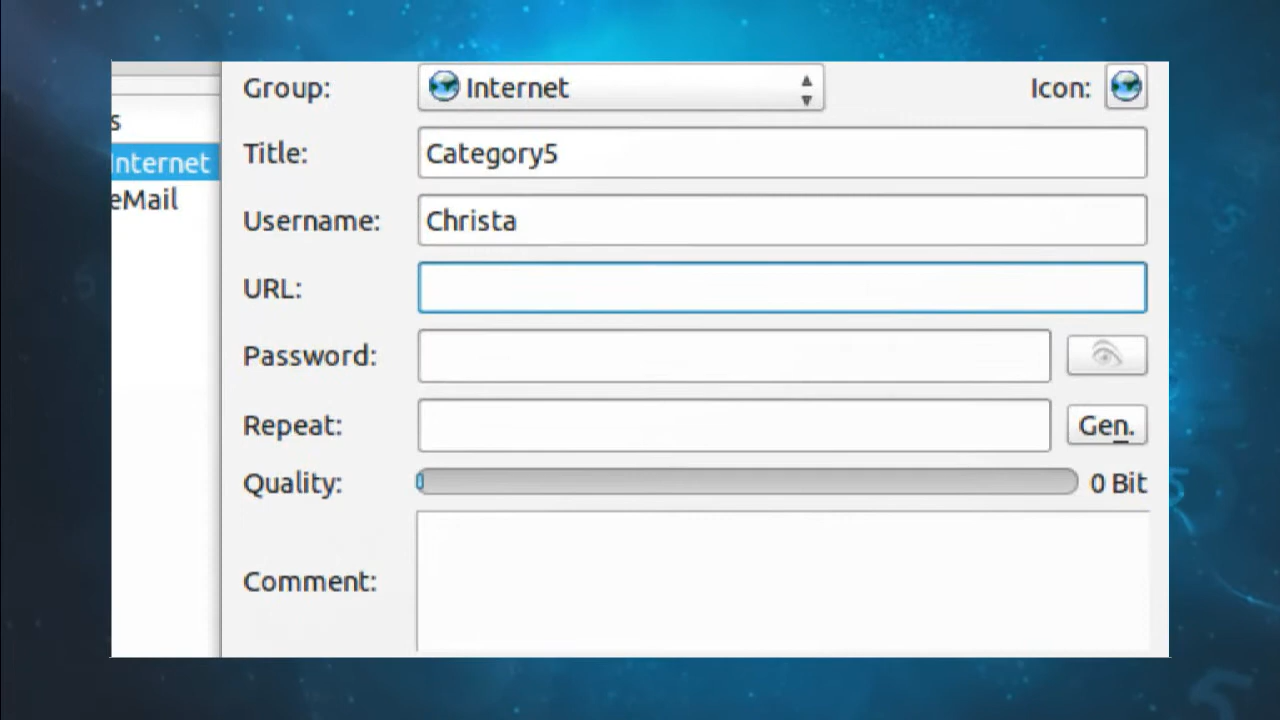 Group: Internet Icon:
s
Title: Category5
Internet
eMail
Username: Christa
URL:
Password:
Repeat: Gen.
Quality: 0 Bit
Comment: